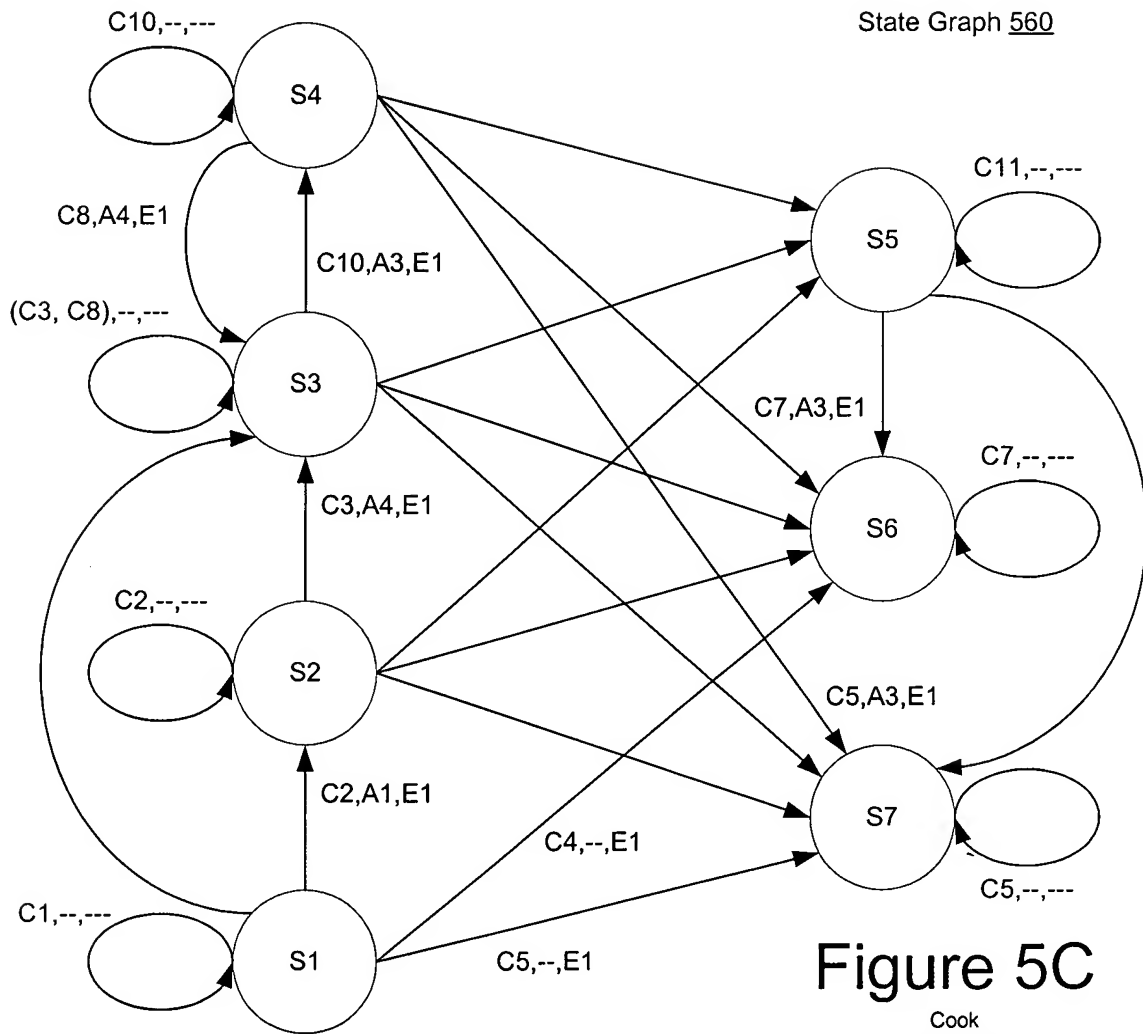 C10,--,---
State Graph 560
S4
C11,--,---
C8,A4,E1
S5
C10,A3,E1
(C3, C8),--,---
S3
C7,A3,E1
C7,--,---
C3,A4,E1
S6
C2,--,---
S2
C5,A3,E1
C2,A1,E1
S7
C4,--,E1
C5,--,---
C1,--,---
S1
C5,--,E1
Figure 5C
Cook